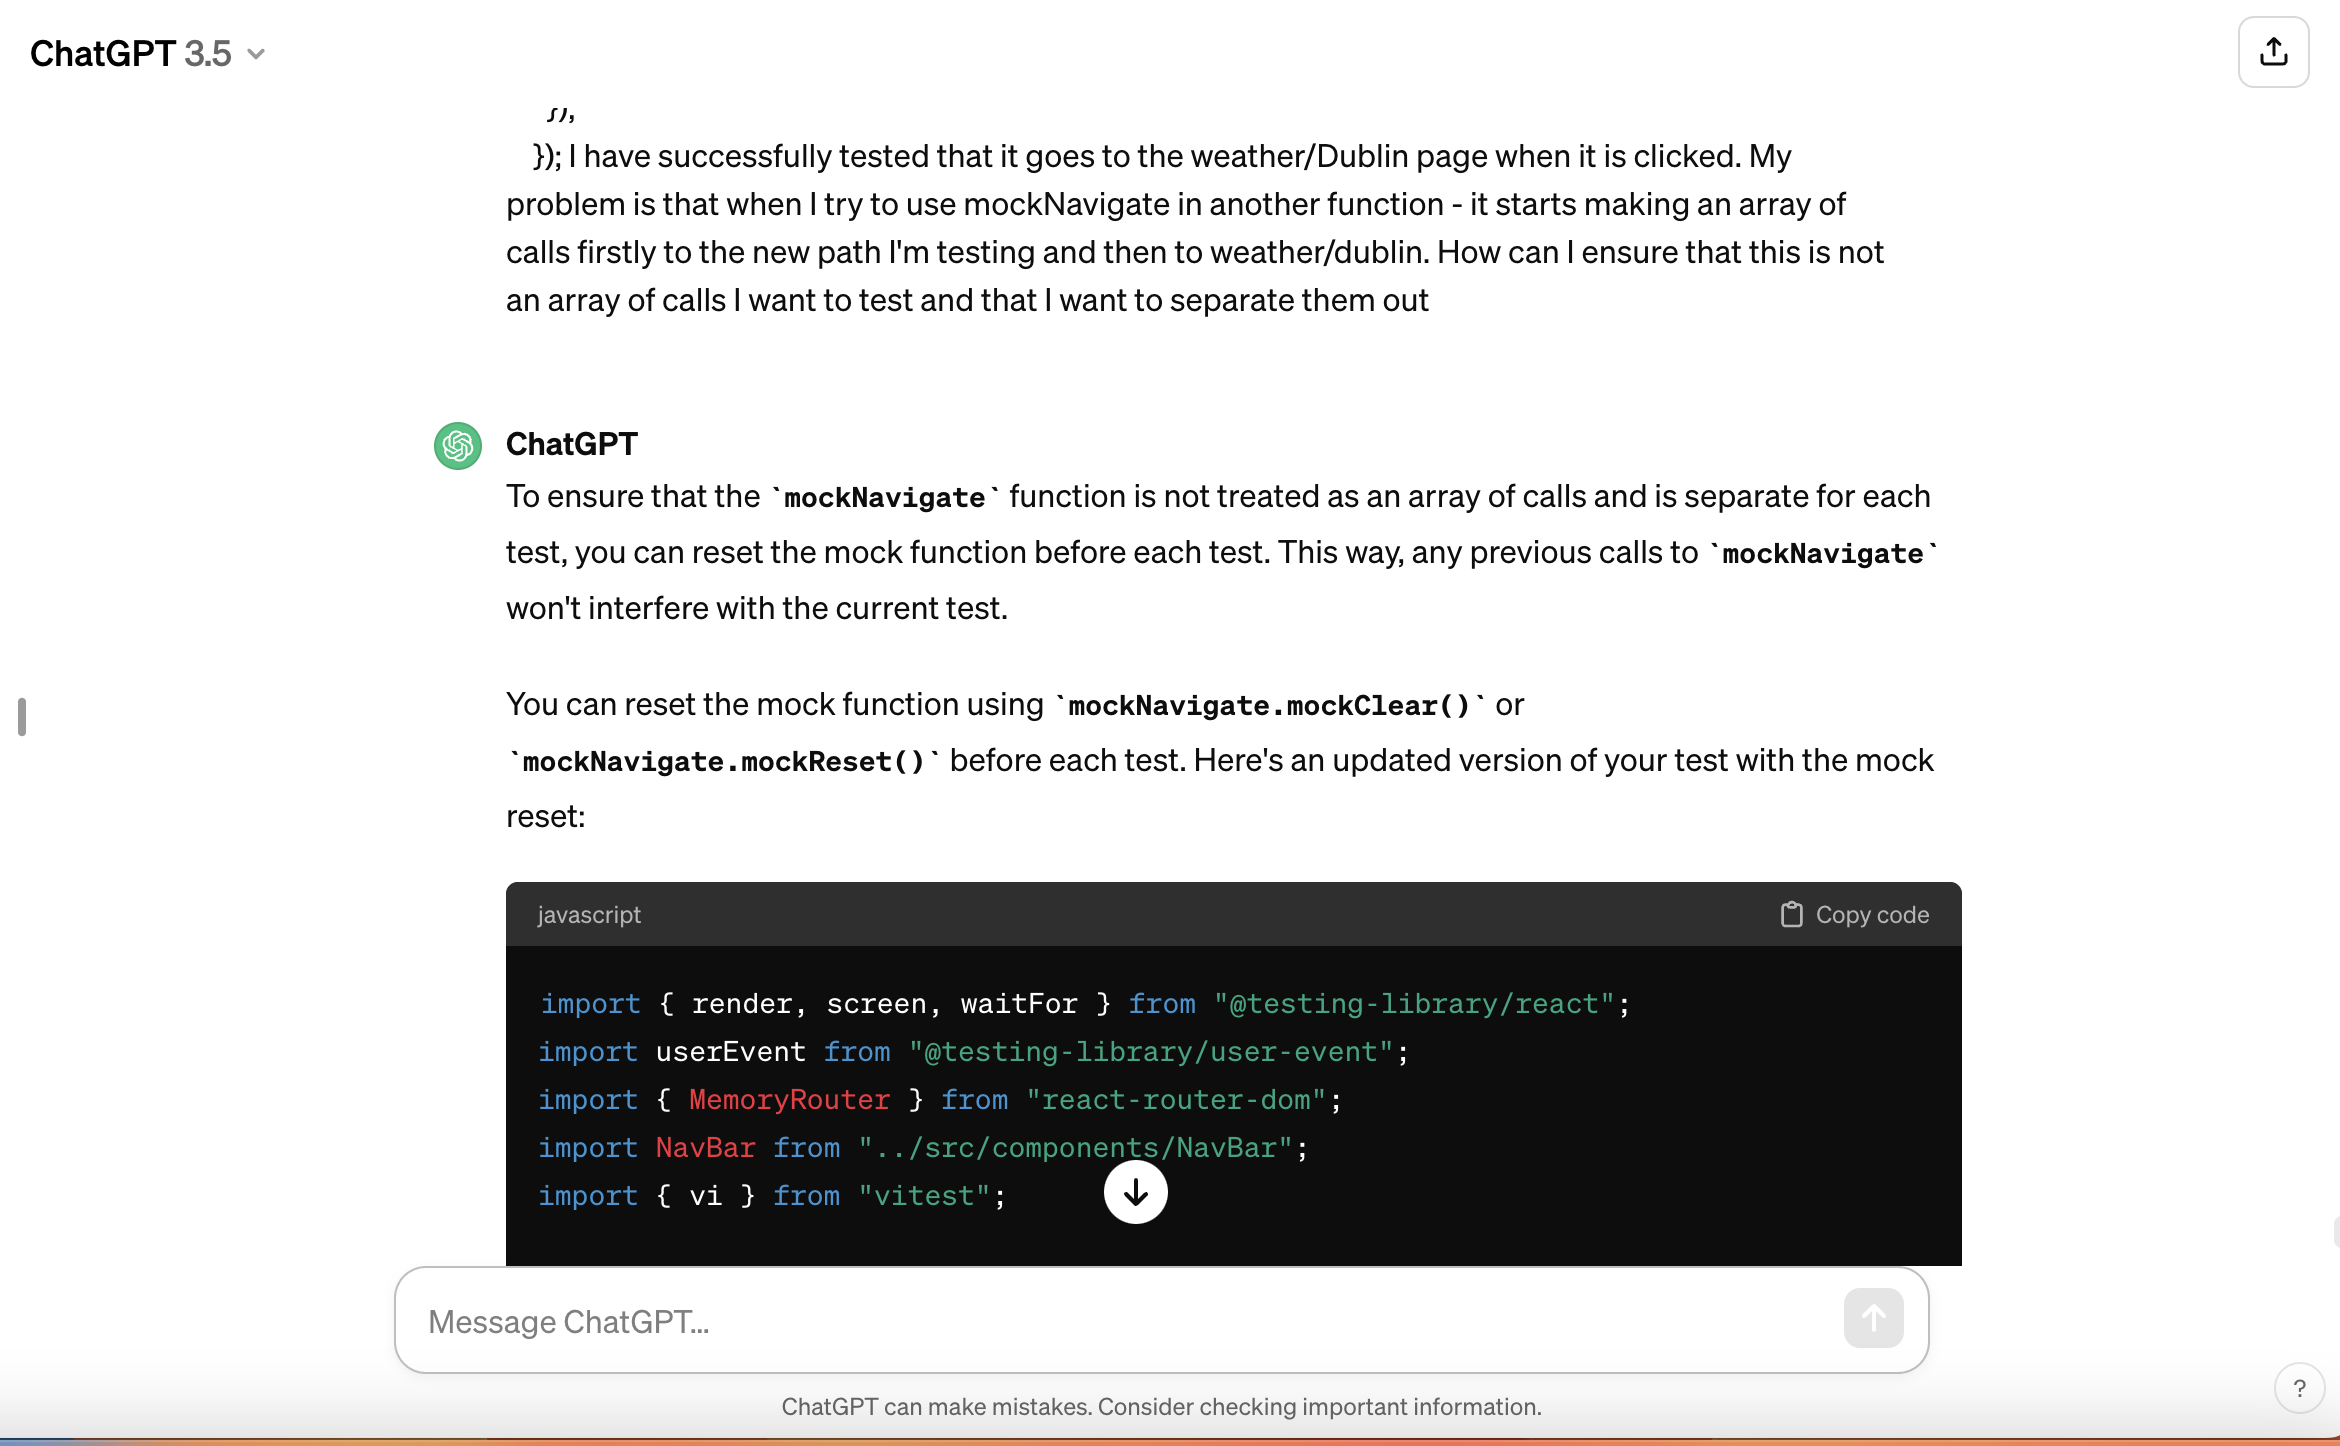 ChatGPT 3.5
});
}); I have successfully tested that it goes to the weather/Dublin page when it is clicked. My
problem is that when I try to use mockNavigate in another function - it starts making an array of
calls firstly to the new path I'm testing and then to weather/dublin. How can I ensure that this is not
an array of calls I want to test and that I want to separate them out
ChatGPT
To ensure that the `mockNavigate` function is not treated as an array of calls and is separate for each
test, you can reset the mock function before each test. This way, any previous calls to `mockNavigate`
won't interfere with the current test.
You can reset the mock function using `mockNavigate.mockClear()` or
`mockNavigate.mockReset()` before each test. Here's an updated version of your test with the mock
reset:
javascript
Copy code
import { render, screen, waitFor } from "@testing-library/react";
import userEvent from "@testing-library/user-event";
import { MemoryRouter } from "react-router-dom";
import NavBar from "../src/components/NavBar";
import { vi } from "vitest";
Message ChatGPT...
ChatGPT can make mistakes. Consider checking important information.
?